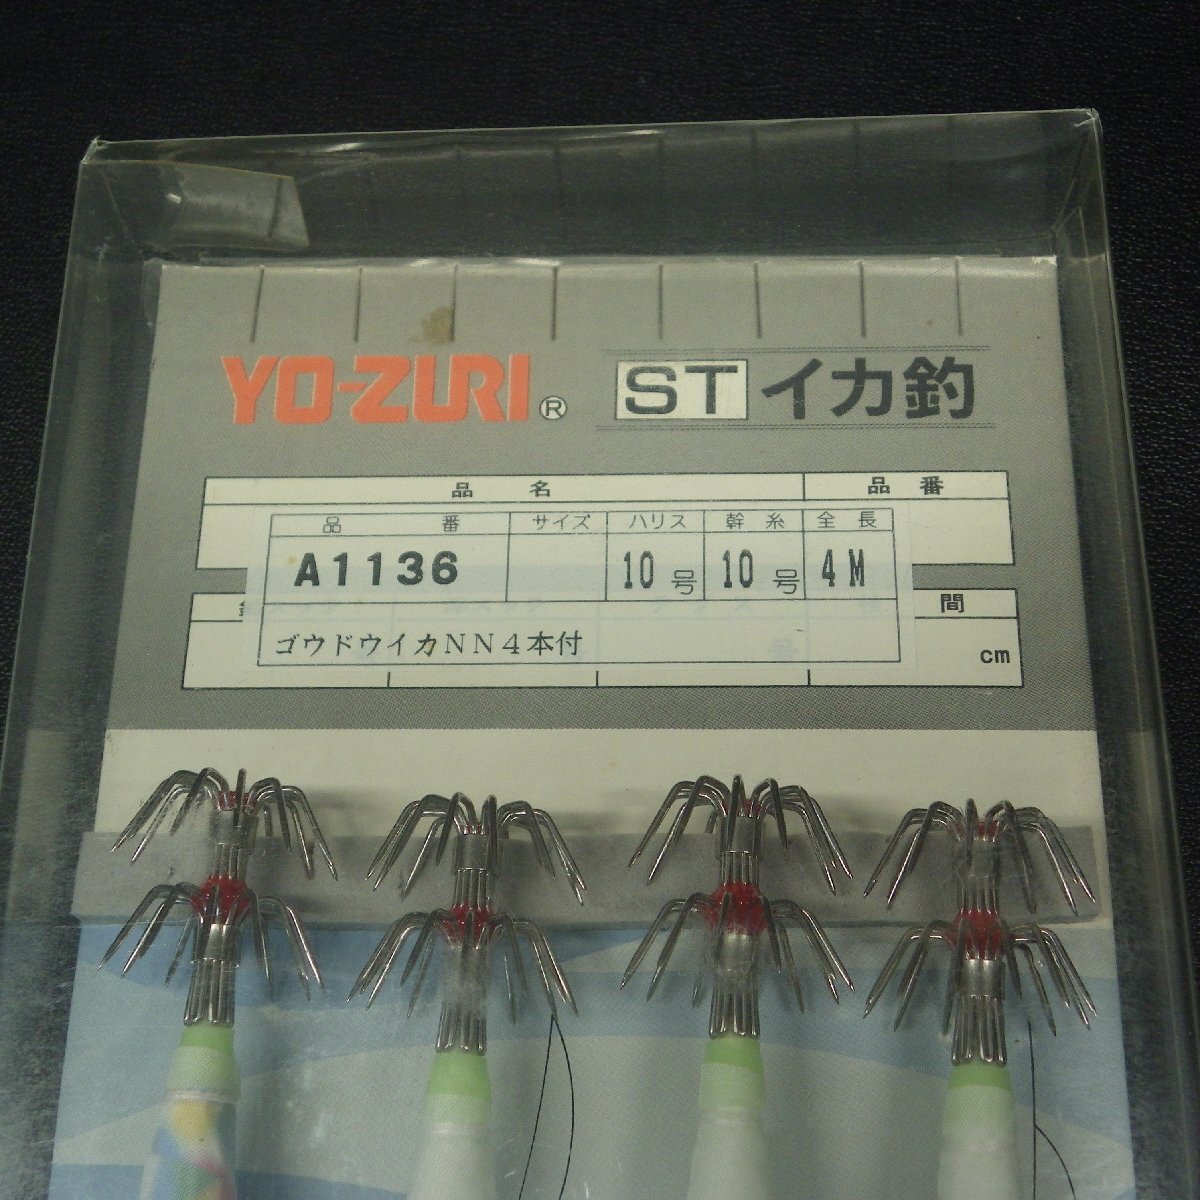 YO-ZURI® ST イカ釣
品名 品番
品番 サイズ ハリス 幹糸 全長
A1136 10号 10号 4M
間
ゴウドウイカNN4本付
cm